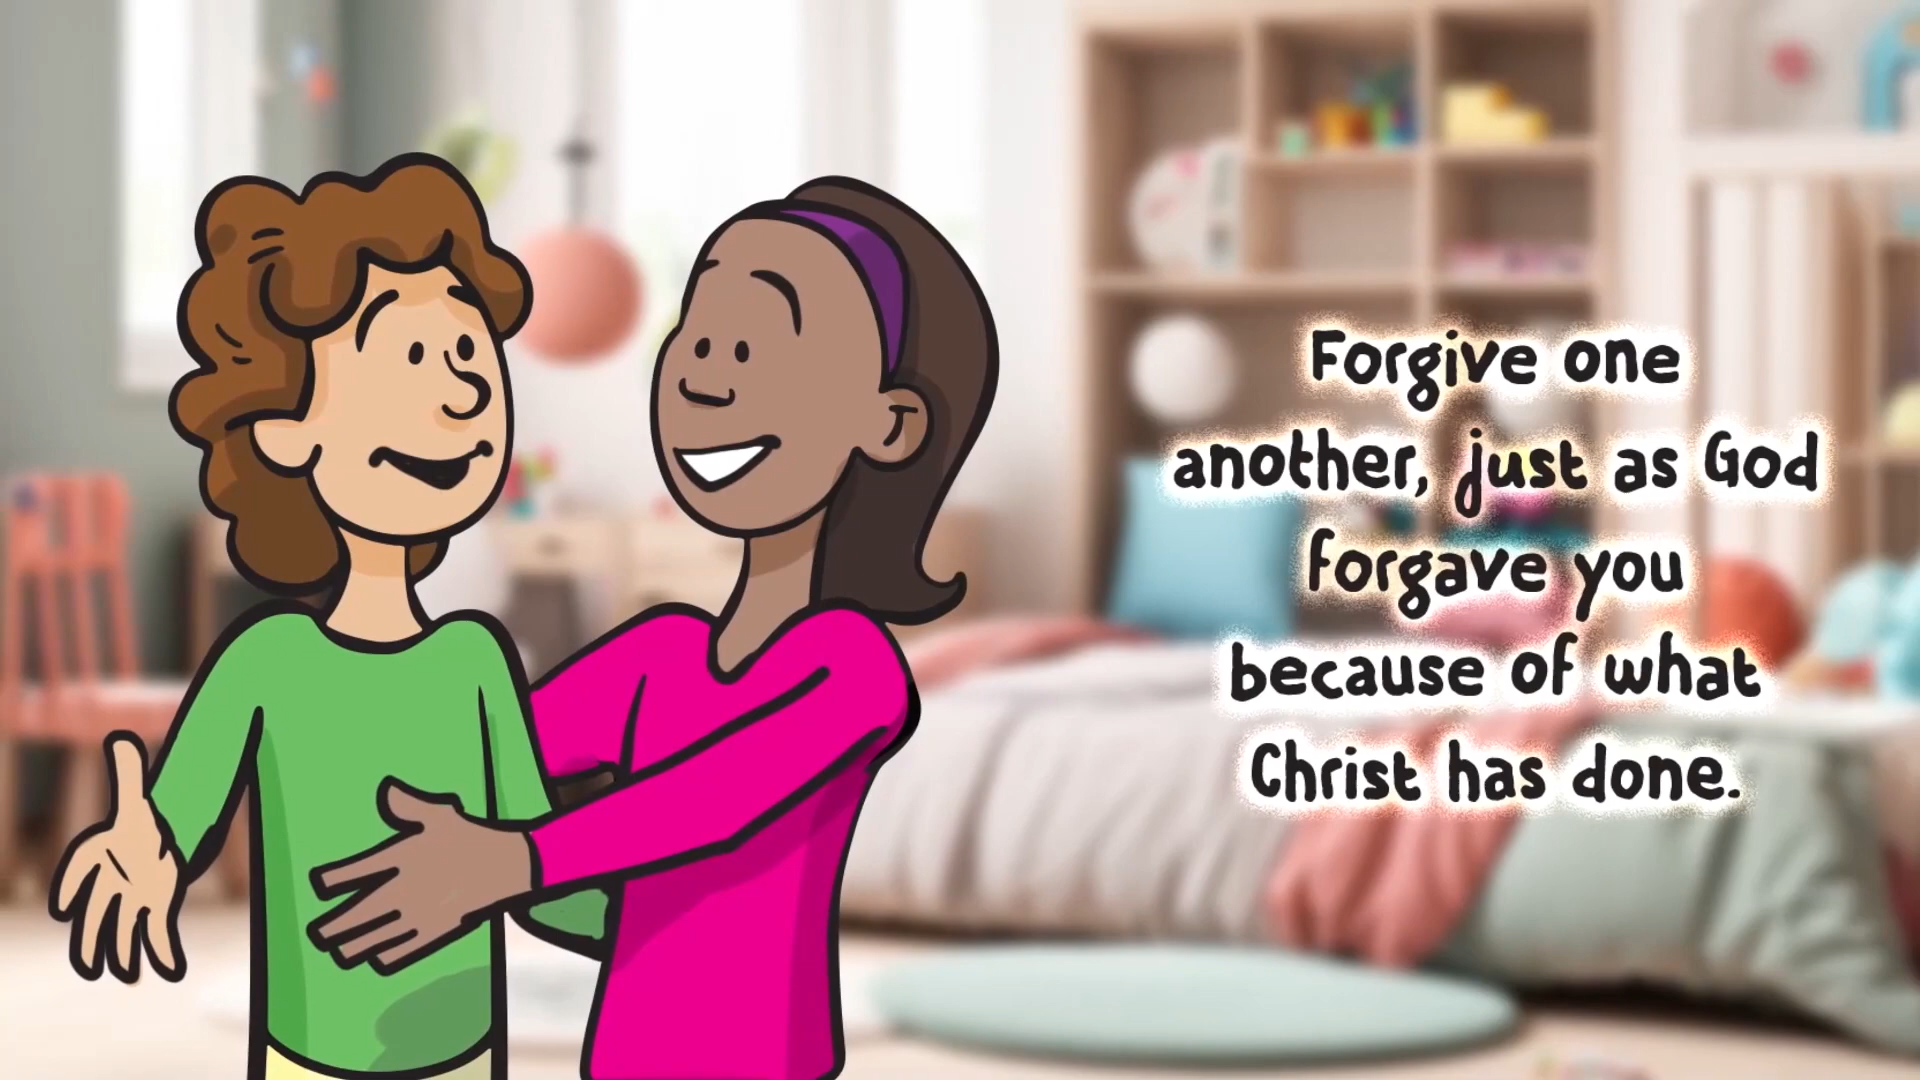 Forgive one
another, just as God
forgave you
because of what
Christ has done.